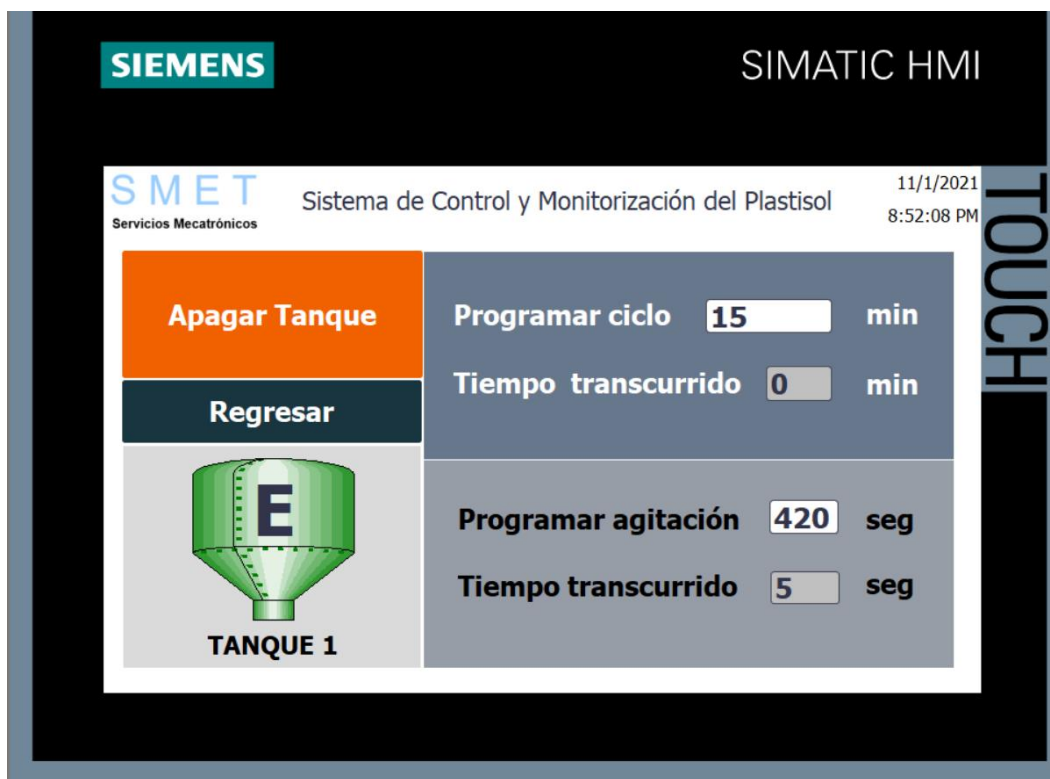 SIEMENS
SIMATIC HMI
TOUCH
SMET
Servicios Mecatrónicos
Sistema de Control y Monitorización del Plastisol
11/1/2021
8:52:08 PM
Apagar Tanque
Regresar
E
TANQUE 1
Programar ciclo 15 min
Tiempo transcurrido 0 min
Programar agitación 420 seg
Tiempo transcurrido 5 seg